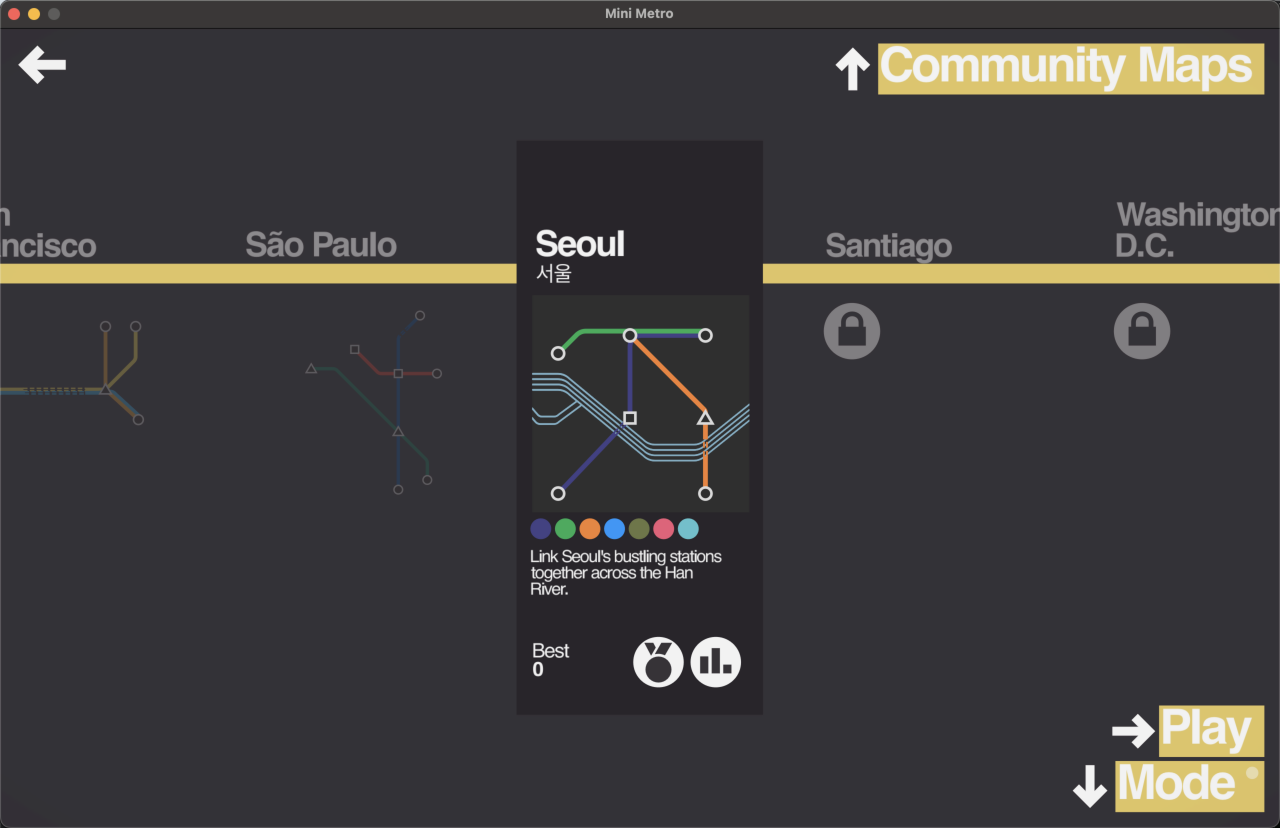 Mini Metro
Community Maps
ncisco
São Paulo
Seoul
서울
Santiago
Washington
D.C.
Link Seoul's bustling stations
together across the Han
River.
Best
0
Play
Mode